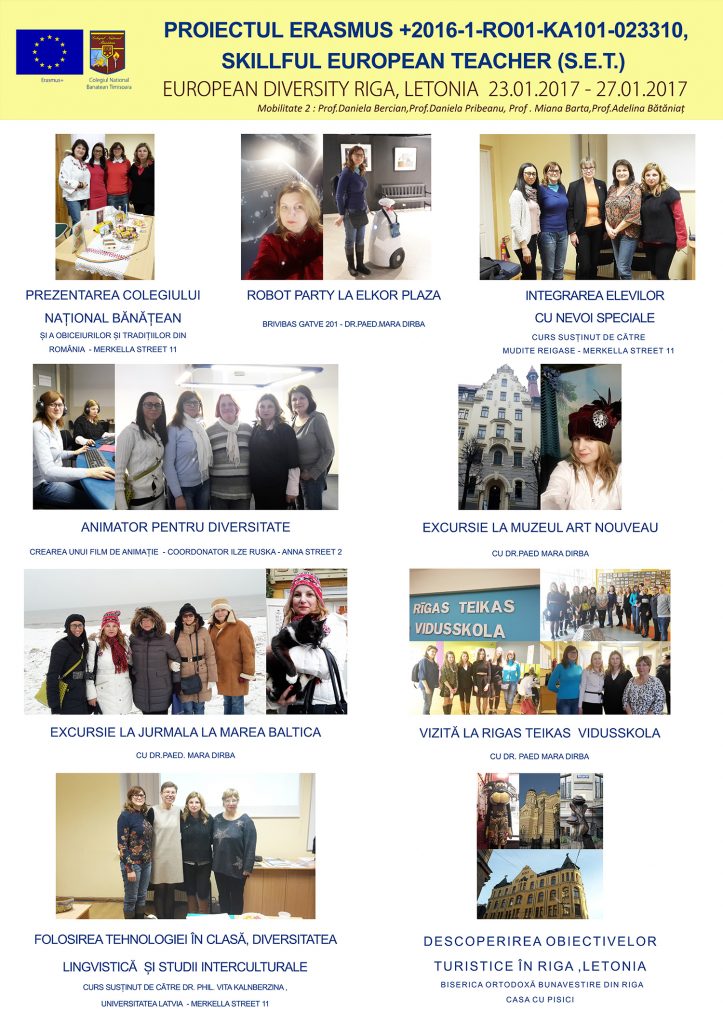 PROIECTUL ERASMUS +2016-1-RO01-KA101-023310,
SKILLFUL EUROPEAN TEACHER (S.E.T.)
EUROPEAN DIVERSITY RIGA, LETONIA 23.01.2017 - 27.01.2017
Mobilitate 2 : Prof.Daniela Bercian,Prof.Daniela Pribeanu, Prof . Miana Barta,Prof.Adelina Bătăniaț
Erasmus+
Colegiul National
Banatean Timisoara
PREZENTAREA COLEGIULUI
NAȚIONAL BĂNĂȚEAN
ȘI A OBICEIURILOR ȘI TRADIȚIILOR DIN
ROMÂNIA - MERKELLA STREET 11
ROBOT PARTY LA ELKOR PLAZA
BRIVIBAS GATVE 201 - DR.PAED.MARA DIRBA
INTEGRAREA ELEVILOR
CU NEVOI SPECIALE
CURS SUSȚINUT DE CĂTRE
MUDITE REIGASE - MERKELLA STREET 11
ANIMATOR PENTRU DIVERSITATE
CREAREA UNUI FILM DE ANIMAȚIE - COORDONATOR ILZE RUSKA - ANNA STREET 2
EXCURSIE LA MUZEUL ART NOUVEAU
CU DR.PAED MARA DIRBA
EXCURSIE LA JURMALA LA MAREA BALTICA
CU DR.PAED. MARA DIRBA
RĪGAS TEIKAS
VIDUSSKOLA
VIZITĂ LA RIGAS TEIKAS VIDUSSKOLA
CU DR. PAED MARA DIRBA
FOLOSIREA TEHNOLOGIEI ÎN CLASĂ, DIVERSITATEA
LINGVISTICĂ ȘI STUDII INTERCULTURALE
CURS SUSȚINUT DE CĂTRE DR. PHIL. VITA KALNBERZINA ,
UNIVERSITATEA LATVIA - MERKELLA STREET 11
DESCOPERIREA OBIECTIVELOR
TURISTICE ÎN RIGA ,LETONIA
BISERICA ORTODOXĂ BUNAVESTIRE DIN RIGA
CASA CU PISICI